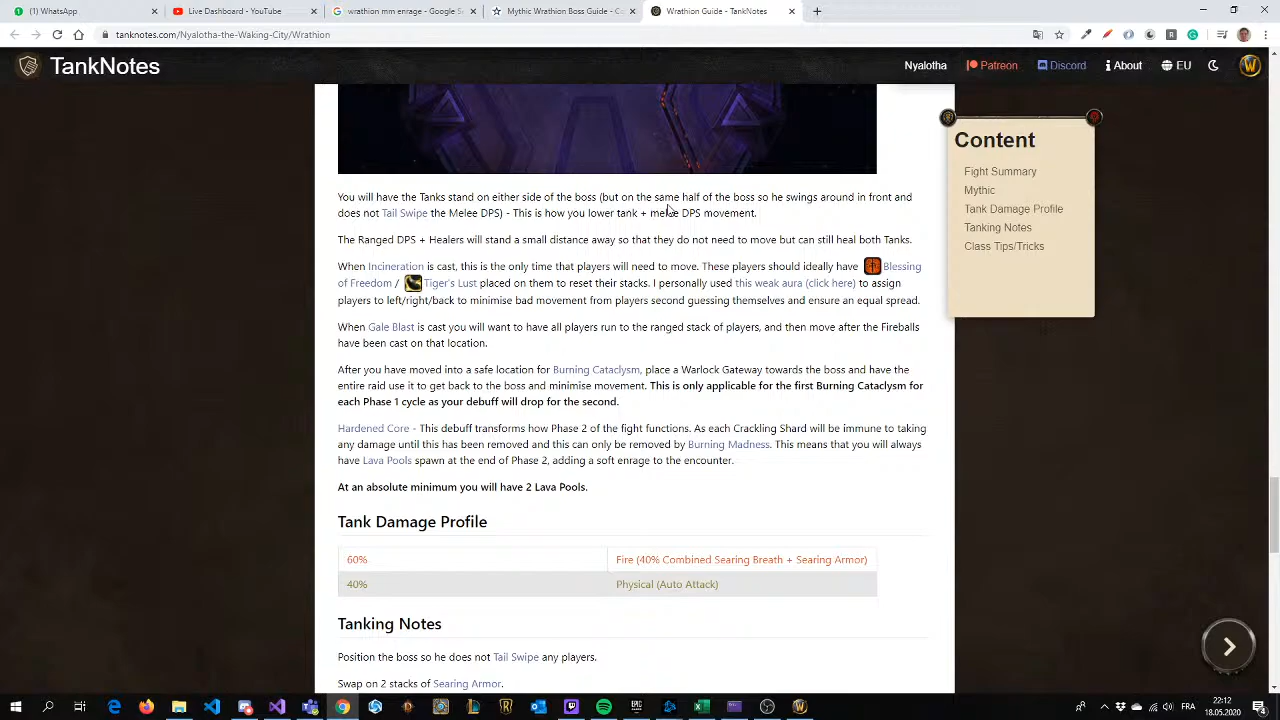 (1) WhatsApp
Live Dashboard - YouTube
wrathion mm enrage - Google S
Mythic Wrathion Boss Guide - C
Wrathion Guide - TankNotes
tanknotes.com/Nyalotha-the-Waking-City/Wrathion
TankNotes
Nyalotha
Patreon
Discord
About
EU
Content
Fight Summary
Mythic
Tank Damage Profile
Tanking Notes
Class Tips/Tricks
You will have the Tanks stand on either side of the boss (but on the same half of the boss so he swings around in front and
does not Tail Swipe the Melee DPS) - This is how you lower tank + melee DPS movement.
The Ranged DPS + Healers will stand a small distance away so that they do not need to move but can still heal both Tanks.
When Incineration is cast, this is the only time that players will need to move. These players should ideally have Blessing
of Freedom / Tiger's Lust placed on them to reset their stacks. I personally used this weak aura (click here) to assign
players to left/right/back to minimise bad movement from players second guessing themselves and ensure an equal spread.
When Gale Blast is cast you will want to have all players run to the ranged stack of players, and then move after the Fireballs
have been cast on that location.
After you have moved into a safe location for Burning Cataclysm, place a Warlock Gateway towards the boss and have the
entire raid use it to get back to the boss and minimise movement. This is only applicable for the first Burning Cataclysm for
each Phase 1 cycle as your debuff will drop for the second.
Hardened Core - This debuff transforms how Phase 2 of the fight functions. As each Crackling Shard will be immune to taking
any damage until this has been removed and this can only be removed by Burning Madness. This means that you will always
have Lava Pools spawn at the end of Phase 2, adding a soft enrage to the encounter.
At an absolute minimum you will have 2 Lava Pools.
Tank Damage Profile
60% Fire (40% Combined Searing Breath + Searing Armor)
40% Physical (Auto Attack)
Tanking Notes
Position the boss so he does not Tail Swipe any players.
Swap on 2 stacks of Searing Armor.
FRA
22:12
18.05.2020